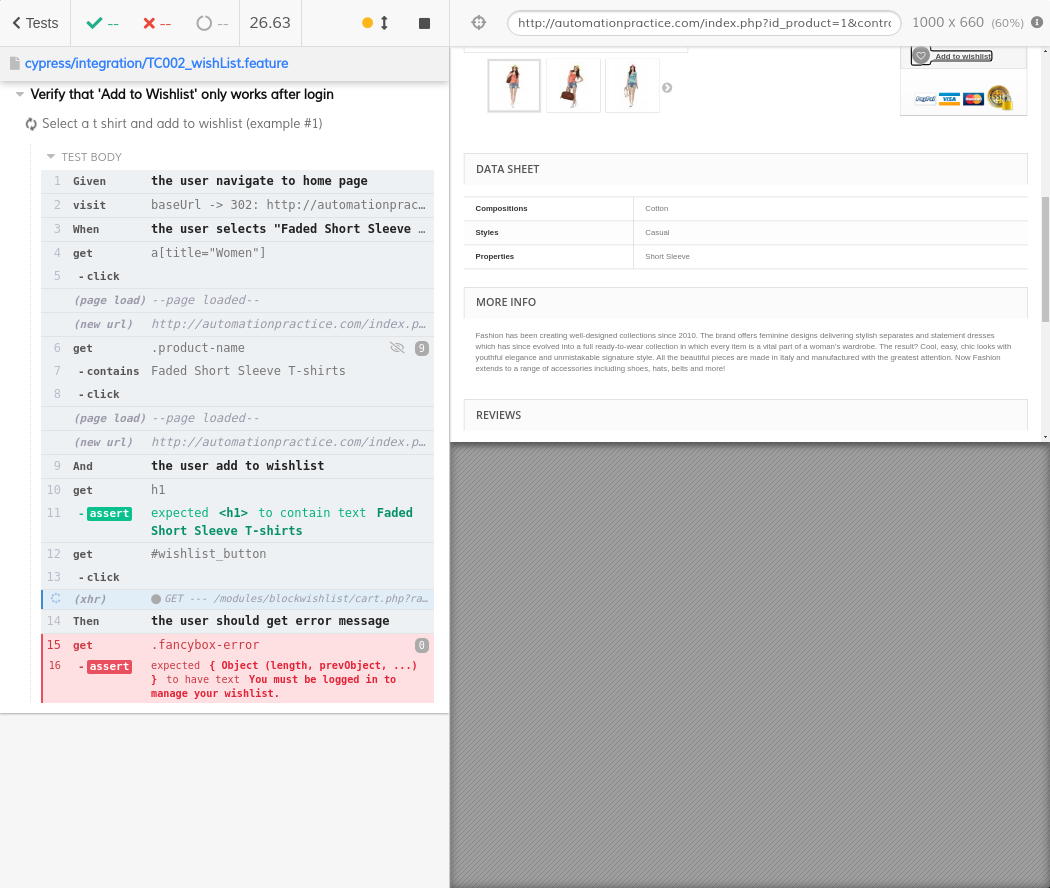 Tests
--
--
--
26.63
http://automationpractice.com/index.php?id_product=1&contro
1000 x 660 (60%)
cypress/integration/TC002_wishList.feature
Verify that 'Add to Wishlist' only works after login
Select a t shirt and add to wishlist (example #1)
TEST BODY
1 Given the user navigate to home page
2 visit baseUrl -> 302: http://automationprac…
3 When the user selects "Faded Short Sleeve …
4 get a[title="Women"]
5 -click
(page load) --page loaded--
(new url) http://automationpractice.com/index.p…
6 get .product-name 9
7 -contains Faded Short Sleeve T-shirts
8 -click
(page load) --page loaded--
(new url) http://automationpractice.com/index.p…
9 And the user add to wishlist
10 get h1
11 -assert expected <h1> to contain text Faded
Short Sleeve T-shirts
12 get #wishlist_button
13 -click
(xhr) GET --- /modules/blockwishlist/cart.php?ra…
14 Then the user should get error message
15 get .fancybox-error 0
16 -assert expected { Object (length, prevObject, ...)
} to have text You must be logged in to
manage your wishlist.
Add to wishlist
PayPal VISA MasterCard
DATA SHEET
Compositions Cotton
Styles Casual
Properties Short Sleeve
MORE INFO
Fashion has been creating well-designed collections since 2010. The brand offers feminine designs delivering stylish separates and statement dresses
which has since evolved into a full ready-to-wear collection in which every item is a vital part of a woman's wardrobe. The result? Cool, easy, chic looks with
youthful elegance and unmistakable signature style. All the beautiful pieces are made in Italy and manufactured with the greatest attention. Now Fashion
extends to a range of accessories including shoes, hats, belts and more!
REVIEWS